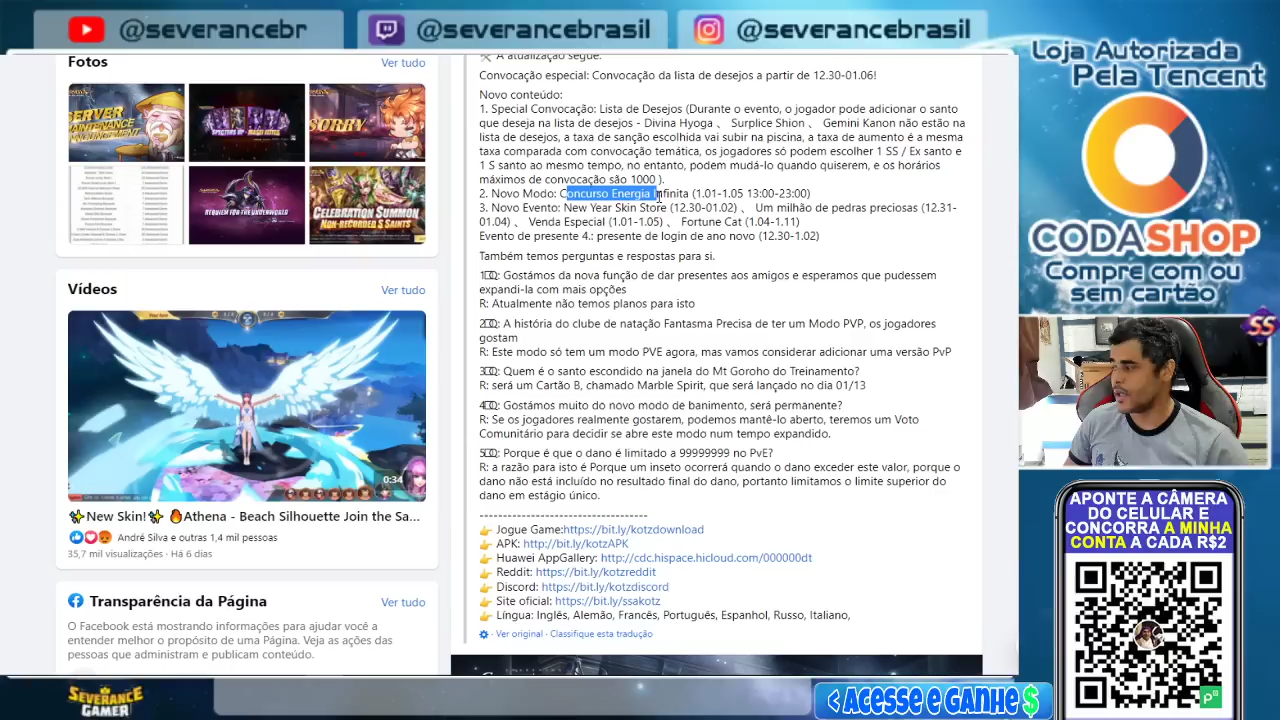 @severancebr
@severancebrasil
@severancebrasil
Fotos
Ver tudo
SERVER
MAINTENANCE
ANNOUNCEMENT
SORRY
REQUIEM FOR THE UNDERWORLD
CELEBRATION SUMMON
NON-RECORDED S SAINTS
Vídeos
Ver tudo
0:34
✨New Skin!✨ 🔥Athena - Beach Silhouette Join the Sa...
André Silva e outras 1,4 mil pessoas
35,7 mil visualizações · Há 6 dias
Transparência da Página
Ver tudo
O Facebook está mostrando informações para ajudar você a
entender melhor o propósito de uma Página. Veja as ações das
pessoas que administram e publicam conteúdo.
A atualização segue:
Convocação especial: Convocação da lista de desejos a partir de 12.30-01.06!
Novo conteúdo:
1. Special Convocação: Lista de Desejos (Durante o evento, o jogador pode adicionar o santo
que deseja na lista de desejos - Divina Hyoga 、 Surplice Shion 、 Gemini Kanon não estão na
lista de desejos, a taxa de sanção escolhida vai subir na piscina, a taxa de aumento é a mesma
taxa comparada com convocação temática, os jogadores só podem escolher 1 SS / Ex santo e
1 S santo ao mesmo tempo, no entanto, podem mudá-lo se quiserem, e os horários
máximos de convocação são 1000 ).
2. Novo Modo: Concurso Energia Infinita (1.01-1.05 13:00-23:00)
3. Novo Evento: New Year Skin Store (12.30-01.02) 、 Um milhão de pedras preciosas (12.31-
01.04) 、 Venda Especial (1.01-1.05) 、 Fortune Cat (1.04-1.11)
Evento de presente 4.: presente de login de ano novo (12.30-1.02)
Também temos perguntas e respostas para si.
1 Q: Gostámos da nova função de dar presentes aos amigos e esperamos que pudessem
expandi-la com mais opções
R: Atualmente não temos planos para isto
2 Q: A história do clube de natação Fantasma Precisa de ter um Modo PVP, os jogadores
gostam
R: Este modo só tem um modo PVE agora, mas vamos considerar adicionar uma versão PvP
3 Q: Quem é o santo escondido na janela do Mt Goroho do Treinamento?
R: será um Cartão B, chamado Marble Spirit, que será lançado no dia 01/13
4 Q: Gostámos muito do novo modo de banimento, será permanente?
R: Se os jogadores realmente gostarem, podemos mantê-lo aberto, teremos um Voto
Comunitário para decidir se abre este modo num tempo expandido.
5 Q: Porque é que o dano é limitado a 99999999 no PvE?
R: a razão para isto é Porque um inseto ocorrerá quando o dano exceder este valor, porque o
dano não está incluído no resultado final do dano, portanto limitamos o limite superior do
dano em estagio único.
------------------------------------
👉 Jogue Game:https://bit.ly/kotzdownload
👉 APK: http://bit.ly/kotzAPK
👉 Huawei AppGallery: http://cdc.hispace.hicloud.com/000000dt
👉 Reddit: https://bit.ly/kotzreddit
👉 Discord: https://bit.ly/kotzdiscord
👉 Site oficial: https://bit.ly/ssakotz
👉 Língua: Inglês, Alemão, Francês, Português, Espanhol, Russo, Italiano,
· Ver original · Classifique esta tradução
Loja Autorizada
Pela Tencent
CODASHOP
Compre com ou
sem cartão
SS
APONTE A CÂMERA
DO CELULAR E
CONCORRA A MINHA
CONTA A CADA R$2
SEVERANCE
GAMER
< ACESSE E GANHE $